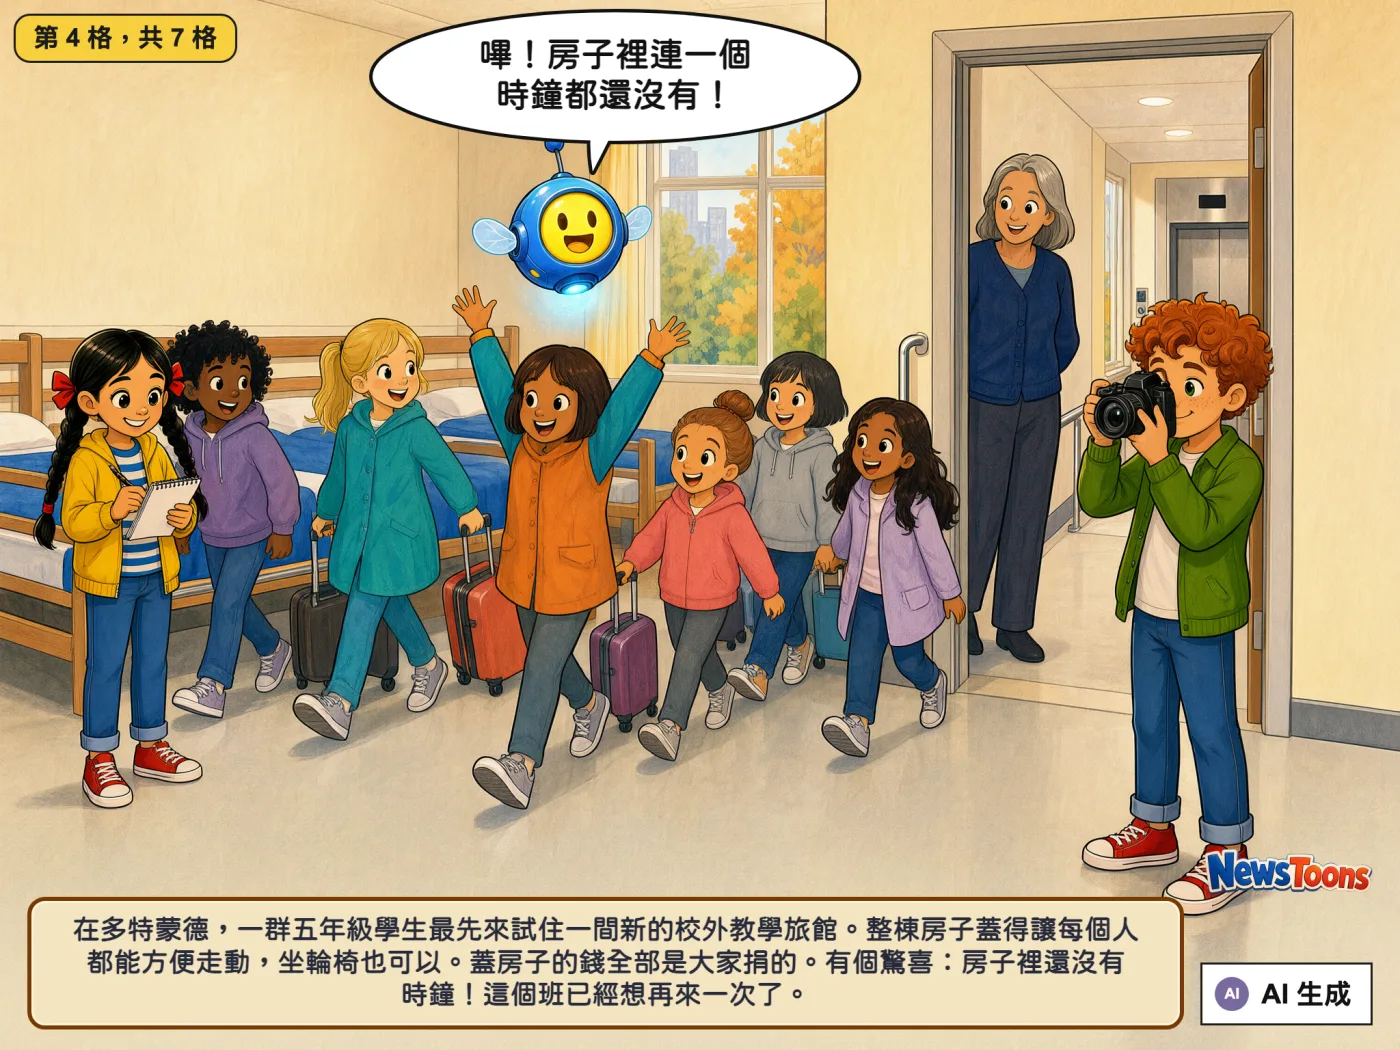 第 4 格，共 7 格
嗶！房子裡連一個
時鐘都還沒有！
在多特蒙德，一群五年級學生最先來試住一間新的校外教學旅館。整棟房子蓋得讓每個人
都能方便走動，坐輪椅也可以。蓋房子的錢全部是大家捐的。有個驚喜：房子裡還沒有
時鐘！這個班已經想再來一次了。
NewsToons
AI AI 生成